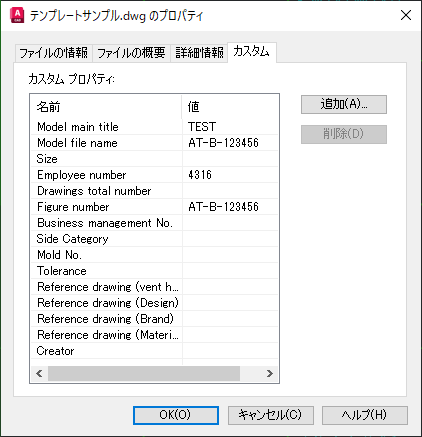 テンプレートサンプル.dwg のプロパティ
ファイルの情報 ファイルの概要 詳細情報 カスタム
カスタム プロパティ:
名前 値
Model main title TEST
Model file name AT-B-123456
Size
Employee number 4316
Drawings total number
Figure number AT-B-123456
Business management No.
Side Category
Mold No.
Tolerance
Reference drawing (vent h...
Reference drawing (Design)
Reference drawing (Brand)
Reference drawing (Materi...
Creator
追加(A)...
削除(D)
OK(O) キャンセル(C) ヘルプ(H)